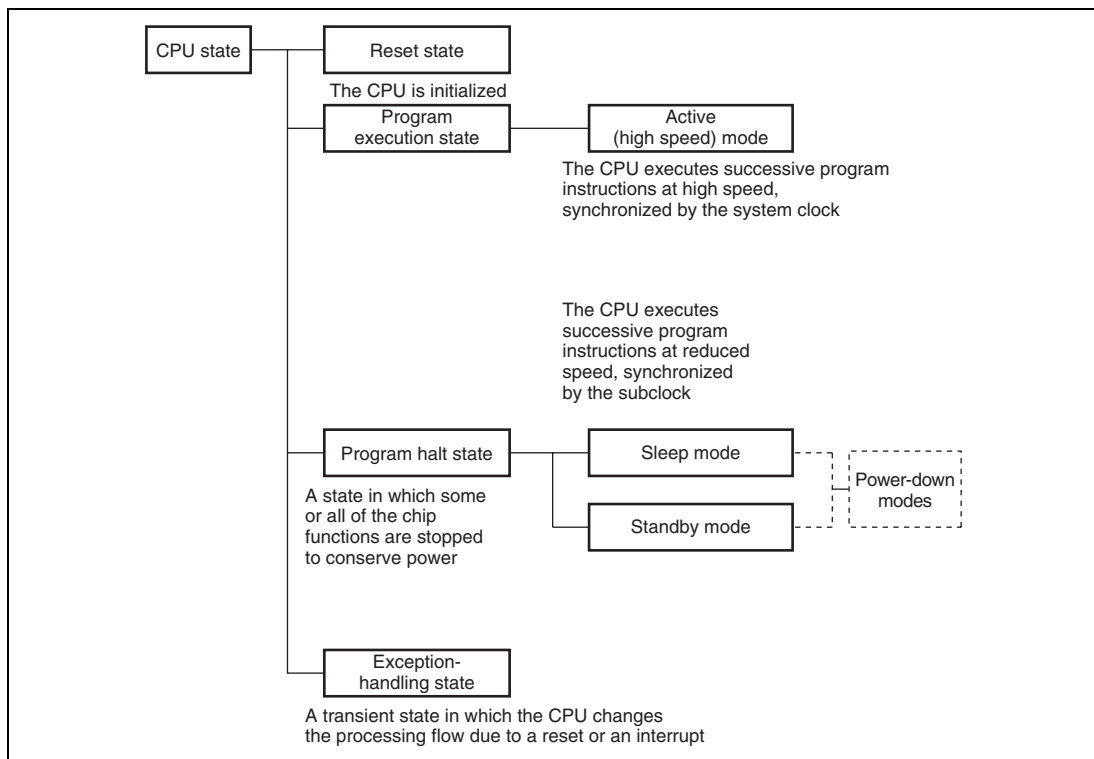 CPU state
Reset state
The CPU is initialized
Program
execution state
Active
(high speed) mode
The CPU executes successive program
instructions at high speed,
synchronized by the system clock
The CPU executes
successive program
instructions at reduced
speed, synchronized
by the subclock
Program halt state
A state in which some
or all of the chip
functions are stopped
to conserve power
Sleep mode
Standby mode
Power-down
modes
Exception-
handling state
A transient state in which the CPU changes
the processing flow due to a reset or an interrupt